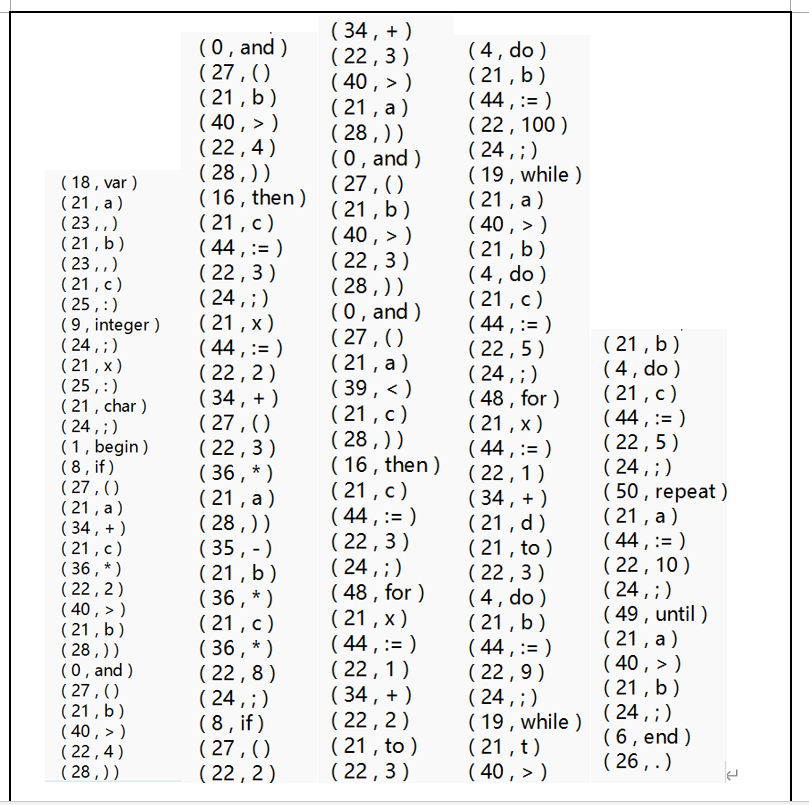 ( 18 , var )
( 21 , a )
( 23 , , )
( 21 , b )
( 23 , , )
( 21 , c )
( 25 , : )
( 9 , integer )
( 24 , ; )
( 21 , x )
( 25 , : )
( 21 , char )
( 24 , ; )
( 1 , begin )
( 8 , if )
( 27 , ( )
( 21 , a )
( 34 , + )
( 21 , c )
( 36 , * )
( 22 , 2 )
( 40 , > )
( 21 , b )
( 28 , ) )
( 0 , and )
( 27 , ( )
( 21 , b )
( 40 , > )
( 22 , 4 )
( 28 , ) )
( 0 , and )
( 27 , ( )
( 21 , b )
( 40 , > )
( 22 , 4 )
( 28 , ) )
( 16 , then )
( 21 , c )
( 44 , := )
( 22 , 3 )
( 24 , ; )
( 21 , x )
( 44 , := )
( 22 , 2 )
( 34 , + )
( 27 , ( )
( 22 , 3 )
( 36 , * )
( 21 , a )
( 28 , ) )
( 35 , - )
( 21 , b )
( 36 , * )
( 21 , c )
( 36 , * )
( 22 , 8 )
( 24 , ; )
( 8 , if )
( 27 , ( )
( 22 , 2 )
( 34 , + )
( 22 , 3 )
( 40 , > )
( 21 , a )
( 28 , ) )
( 0 , and )
( 27 , ( )
( 21 , b )
( 40 , > )
( 22 , 3 )
( 28 , ) )
( 0 , and )
( 27 , ( )
( 21 , a )
( 39 , < )
( 21 , c )
( 28 , ) )
( 16 , then )
( 21 , c )
( 44 , := )
( 22 , 3 )
( 24 , ; )
( 48 , for )
( 21 , x )
( 44 , := )
( 22 , 1 )
( 34 , + )
( 22 , 2 )
( 21 , to )
( 22 , 3 )
( 4 , do )
( 21 , b )
( 44 , := )
( 22 , 100 )
( 24 , ; )
( 19 , while )
( 21 , a )
( 40 , > )
( 21 , b )
( 4 , do )
( 21 , c )
( 44 , := )
( 22 , 5 )
( 24 , ; )
( 48 , for )
( 21 , x )
( 44 , := )
( 22 , 1 )
( 34 , + )
( 21 , d )
( 21 , to )
( 22 , 3 )
( 4 , do )
( 21 , b )
( 44 , := )
( 22 , 9 )
( 24 , ; )
( 19 , while )
( 21 , t )
( 40 , > )
( 21 , b )
( 4 , do )
( 21 , c )
( 44 , := )
( 22 , 5 )
( 24 , ; )
( 50 , repeat )
( 21 , a )
( 44 , := )
( 22 , 10 )
( 24 , ; )
( 49 , until )
( 21 , a )
( 40 , > )
( 21 , b )
( 24 , ; )
( 6 , end )
( 26 , . )